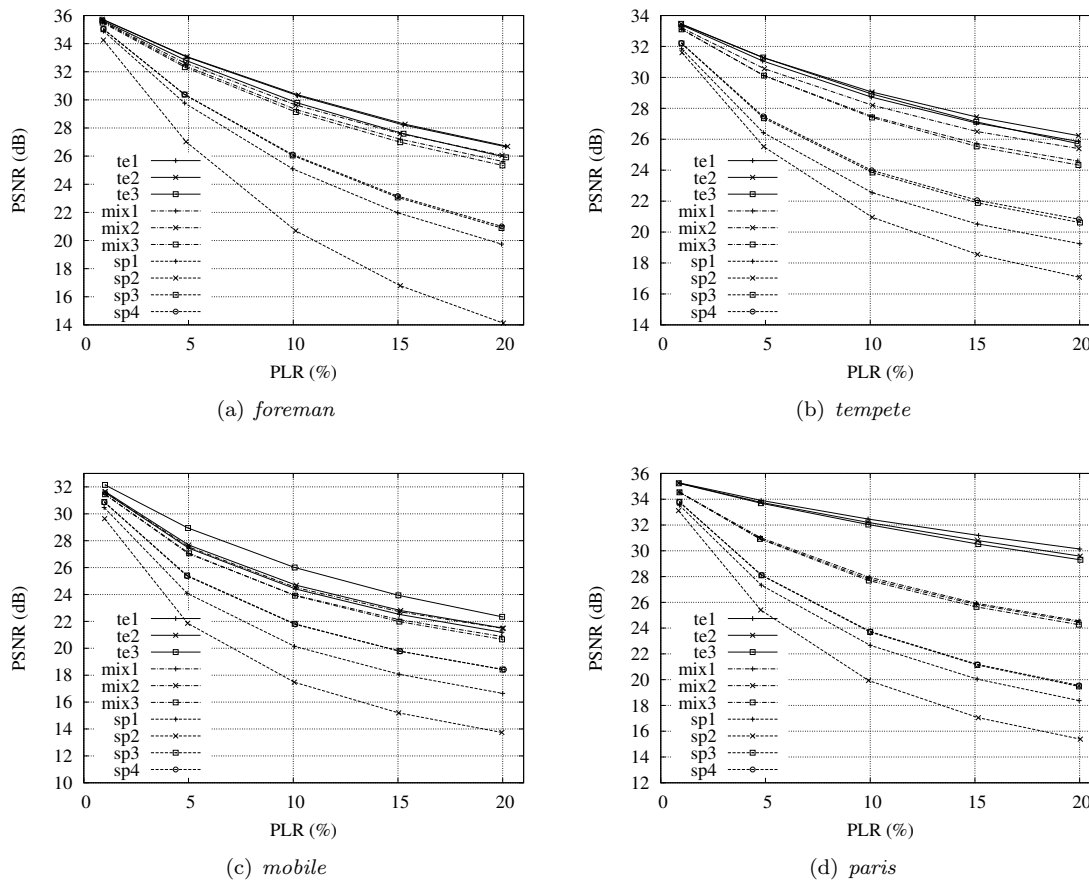 36
34
32
30
28
26
24
22
20
18
16
14
PSNR (dB)
te1
te2
te3
mix1
mix2
mix3
sp1
sp2
sp3
sp4
0 5 10 15 20
PLR (%)
(a) foreman
34
32
30
28
26
24
22
20
18
16
14
PSNR (dB)
te1
te2
te3
mix1
mix2
mix3
sp1
sp2
sp3
sp4
0 5 10 15 20
PLR (%)
(b) tempete
32
30
28
26
24
22
20
18
16
14
12
10
PSNR (dB)
te1
te2
te3
mix1
mix2
mix3
sp1
sp2
sp3
sp4
0 5 10 15 20
PLR (%)
(c) mobile
36
34
32
30
28
26
24
22
20
18
16
14
12
PSNR (dB)
te1
te2
te3
mix1
mix2
mix3
sp1
sp2
sp3
sp4
0 5 10 15 20
PLR (%)
(d) paris